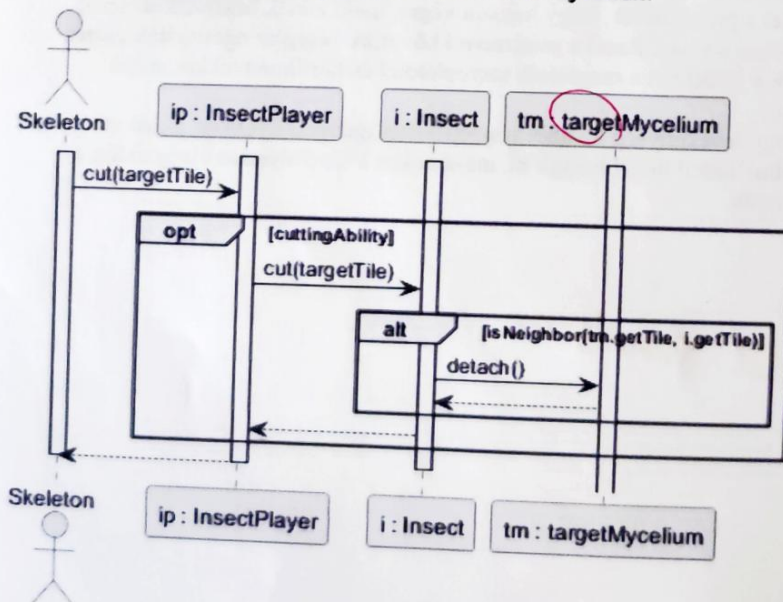 Skeleton
ip : InsectPlayer
i : Insect
tm : targetMycelium
cut(targetTile)
opt
[cuttingAbility]
cut(targetTile)
alt
[isNeighbor(tm.getTile, i.getTile)]
detach()
Skeleton
ip : InsectPlayer
i : Insect
tm : targetMycelium